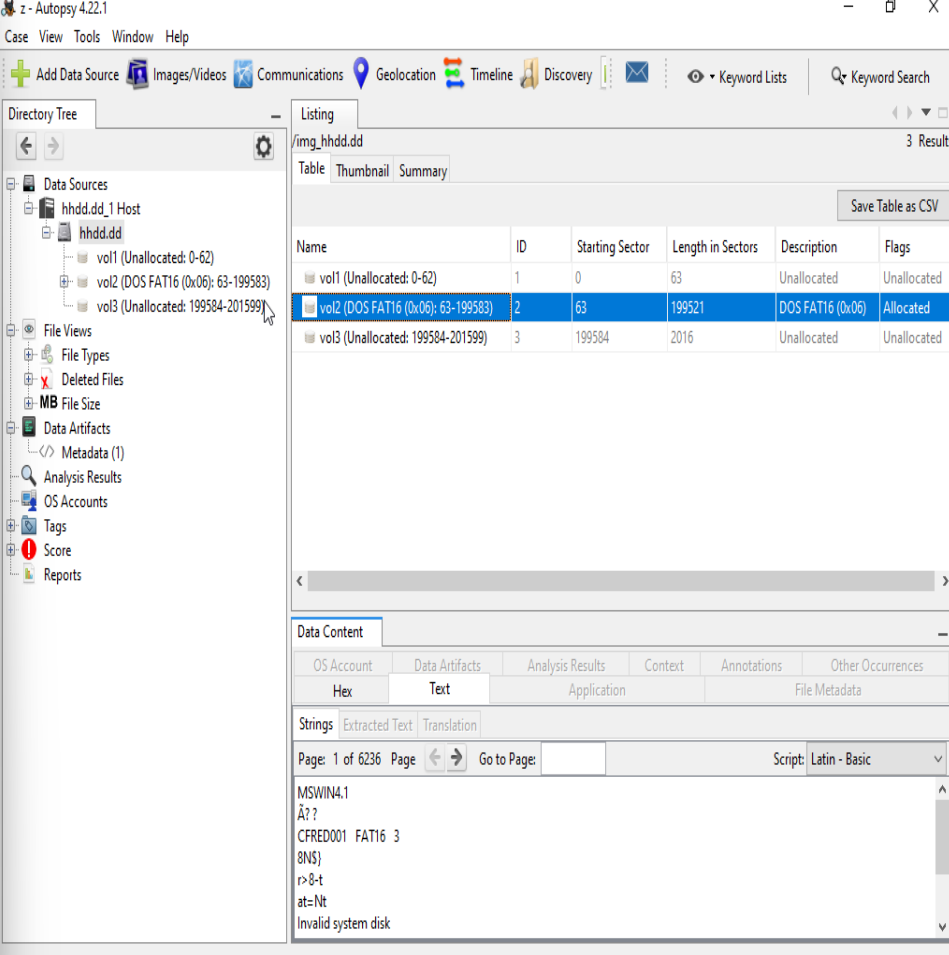 z - Autopsy 4.22.1
Case View Tools Window Help
Add Data Source Images/Videos Communications Geolocation Timeline Discovery Keyword Lists Keyword Search
Directory Tree
Data Sources
hhdd.dd_1 Host
hhdd.dd
vol1 (Unallocated: 0-62)
vol2 (DOS FAT16 (0x06): 63-199583)
vol3 (Unallocated: 199584-201599)
File Views
File Types
Deleted Files
MB File Size
Data Artifacts
Metadata (1)
Analysis Results
OS Accounts
Tags
Score
Reports
Listing
/img_hhdd.dd 3 Result
Table Thumbnail Summary
Save Table as CSV
Name ID Starting Sector Length in Sectors Description Flags
vol1 (Unallocated: 0-62) 1 0 63 Unallocated Unallocated
vol2 (DOS FAT16 (0x06): 63-199583) 2 63 199521 DOS FAT16 (0x06) Allocated
vol3 (Unallocated: 199584-201599) 3 199584 2016 Unallocated Unallocated
Data Content
OS Account Data Artifacts Analysis Results Context Annotations Other Occurrences
Hex Text Application File Metadata
Strings Extracted Text Translation
Page: 1 of 6236 Page Go to Page: Script: Latin - Basic
MSWIN4.1
Ã? ?
CFRED001 FAT16 3
8N$}
r>8-t
at=Nt
Invalid system disk